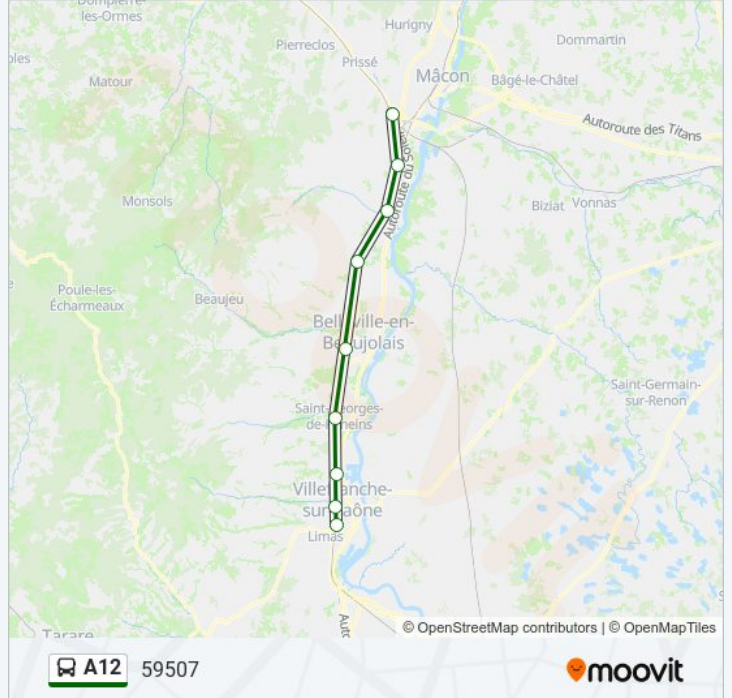 Dompierre-
les-Ormes
Hurigny
Pierreclos
Dommartin
Prissé
Mâcon
Matour
Bâgé-le-Châtel
Autoroute des Titans
Autoroute du Soleil
Monsols
Biziat
Vonnas
Poule-les-
Écharmeaux
Beaujeu
Belleville-en-
Beaujolais
Saint-Germain-
sur-Renon
Saint-Georges-
de-Reneins
Villefranche-
sur-Saône
Limas
Tarare
© OpenStreetMap contributors | © OpenMapTiles
A12 59507
moovit